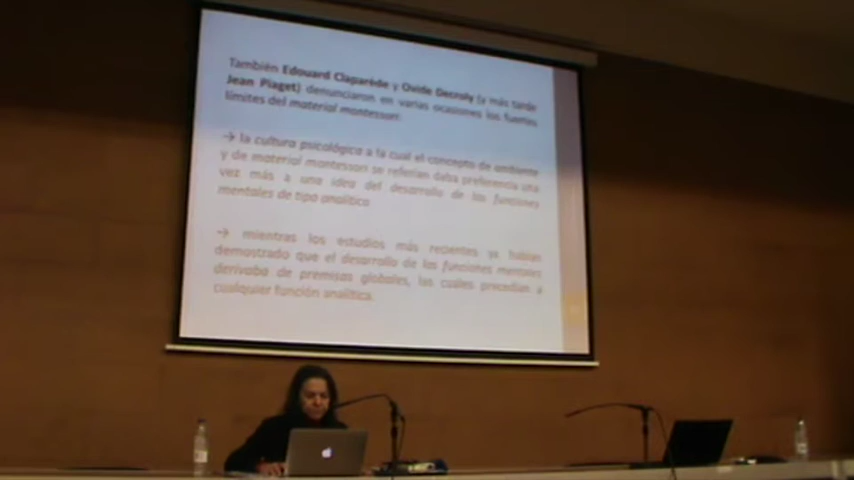 También Edouard Claparède y Ovide Decroly (y más tarde
Jean Piaget) denunciaron en varias ocasiones los fuertes
límites del material montessori:
→ la cultura psicológica a la cual el concepto de ambiente
y de material montessori se referían daba preferencia una
vez más a una idea del desarrollo de las funciones
mentales de tipo analítico
→ mientras los estudios más recientes ya habían
demostrado que el desarrollo de las funciones mentales
derivaba de premisas globales, las cuales precedían a
cualquier función analítica.